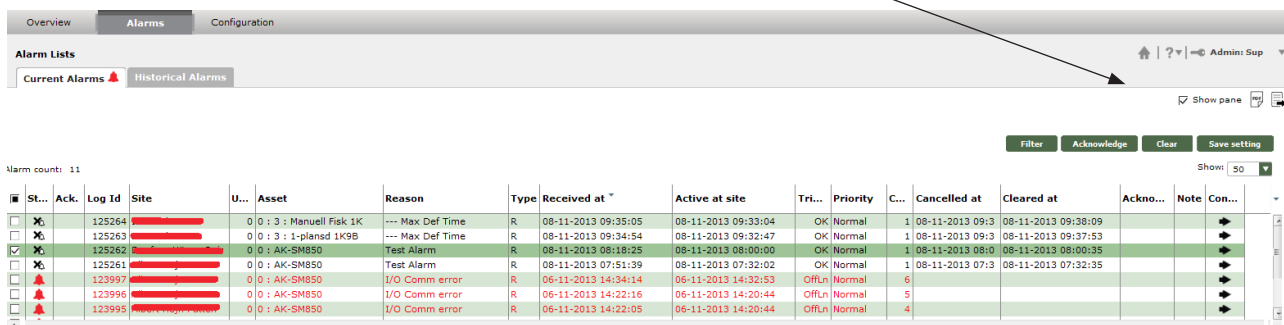 Overview Alarms Configuration
Alarm Lists ? Admin: Sup
Current Alarms Historical Alarms
Show pane PDF
Filter Acknowledge Clear Save setting
Alarm count: 11 Show: 50
St... Ack. Log Id Site U... Asset Reason Type Received at Active at site Tri... Priority C... Cancelled at Cleared at Ackno... Note Con...
125264 0 0 : 3 : Manuell Fisk 1K --- Max Def Time R 08-11-2013 09:35:05 08-11-2013 09:33:04 OK Normal 1 08-11-2013 09:3 08-11-2013 09:38:09
125263 0 0 : 3 : 1-plansd 1K9B --- Max Def Time R 08-11-2013 09:34:54 08-11-2013 09:32:47 OK Normal 1 08-11-2013 09:3 08-11-2013 09:37:53
125262 0 0 : AK-SM850 Test Alarm R 08-11-2013 08:18:25 08-11-2013 08:00:00 OK Normal 1 08-11-2013 08:0 08-11-2013 08:00:35
125261 0 0 : AK-SM850 Test Alarm R 08-11-2013 07:51:39 08-11-2013 07:32:02 OK Normal 1 08-11-2013 07:3 08-11-2013 07:32:35
123997 0 0 : AK-SM850 I/O Comm error R 06-11-2013 14:34:14 06-11-2013 14:32:53 OffLn Normal 6
123996 0 0 : AK-SM850 I/O Comm error R 06-11-2013 14:22:16 06-11-2013 14:20:44 OffLn Normal 5
123995 0 0 : AK-SM850 I/O Comm error R 06-11-2013 14:22:05 06-11-2013 14:20:44 OffLn Normal 4